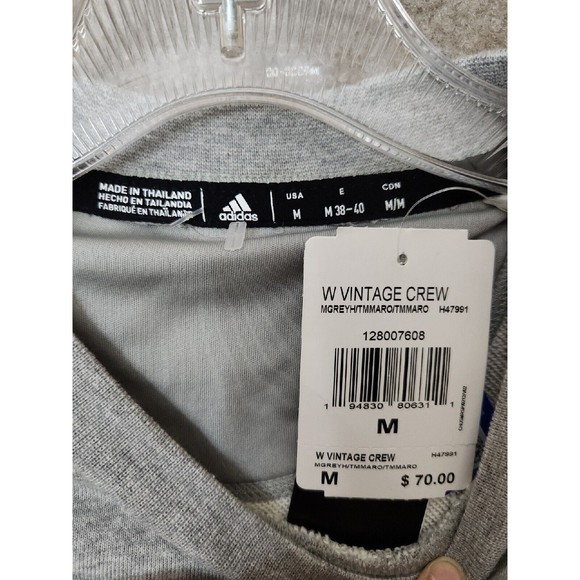 MADE IN THAILAND
HECHO EN TAILANDIA
FABRIQUÉ EN THAÏLANDE
adidas
USA
M
E
M 38-40
CDN
M/M
W VINTAGE CREW
MGREYH/TMMARO/TMMARO H47991
128007608
1 94830 80631 1
M
W VINTAGE CREW H47991
MGREYH/TMMARO/TMMARO
M $ 70.00